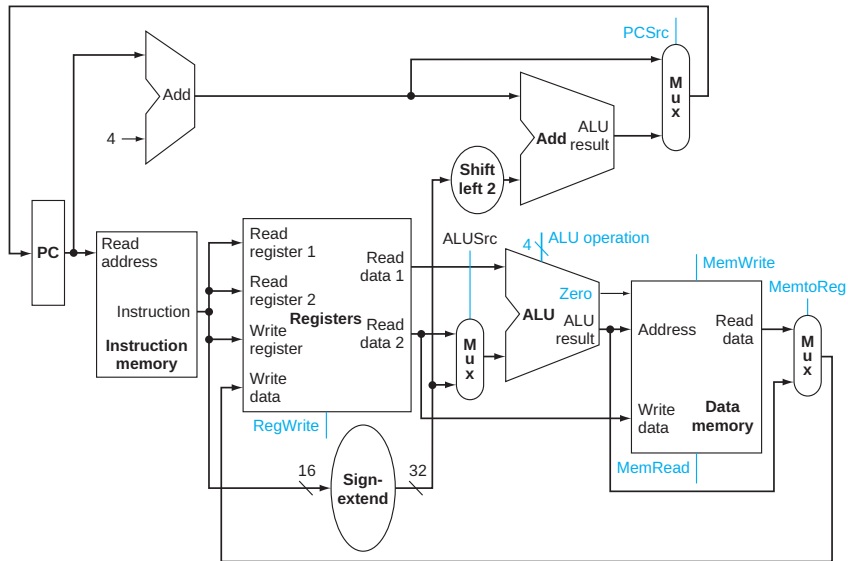 PCSrc
Add
4
M
u
x
Add
ALU
result
Shift
left 2
PC
Read
address
Instruction
Instruction
memory
Read
register 1
Read
register 2
Write
register
Write
data
Registers
Read
data 1
Read
data 2
RegWrite
ALUSrc
M
u
x
4
ALU operation
Zero
ALU
ALU
result
MemWrite
Address
Read
data
Write
data
Data
memory
MemRead
MemtoReg
M
u
x
16
Sign-
extend
32